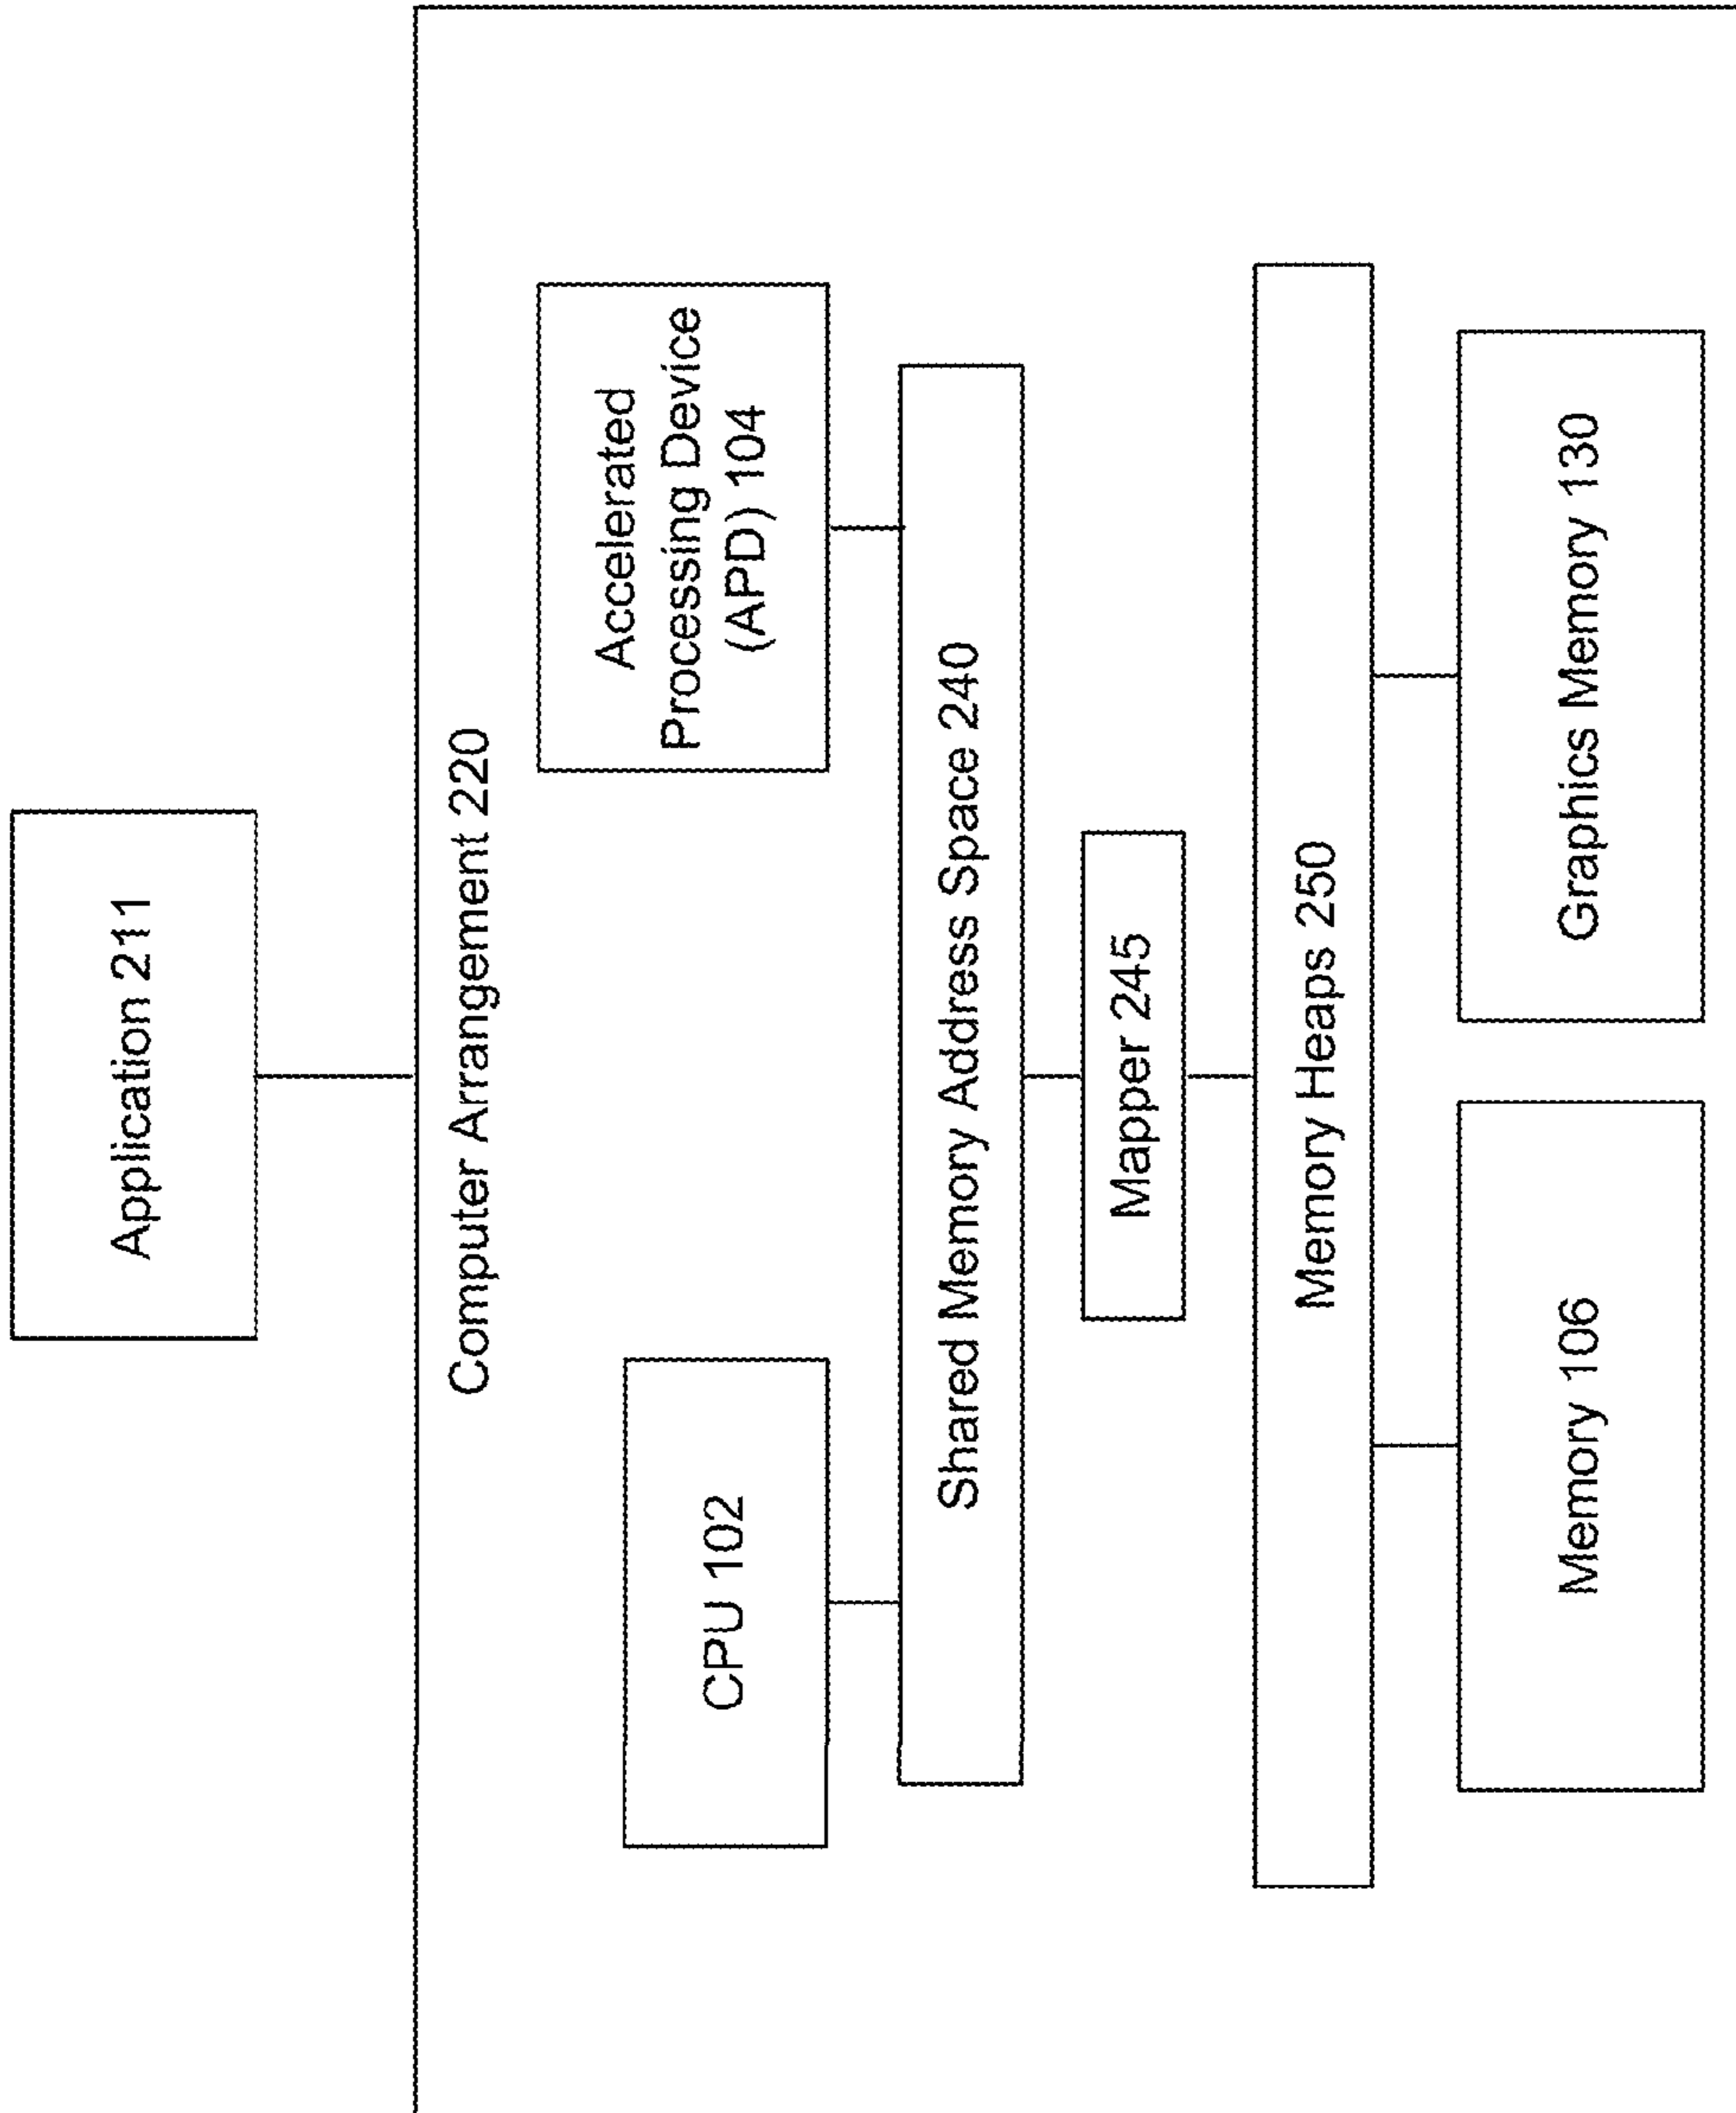 Application 211
Computer Arrangement 220
CPU 102
Accelerated
Processing Device
(APD) 104
Shared Memory Address Space 240
Mapper 245
Memory Heaps 250
Memory 106
Graphics Memory 130